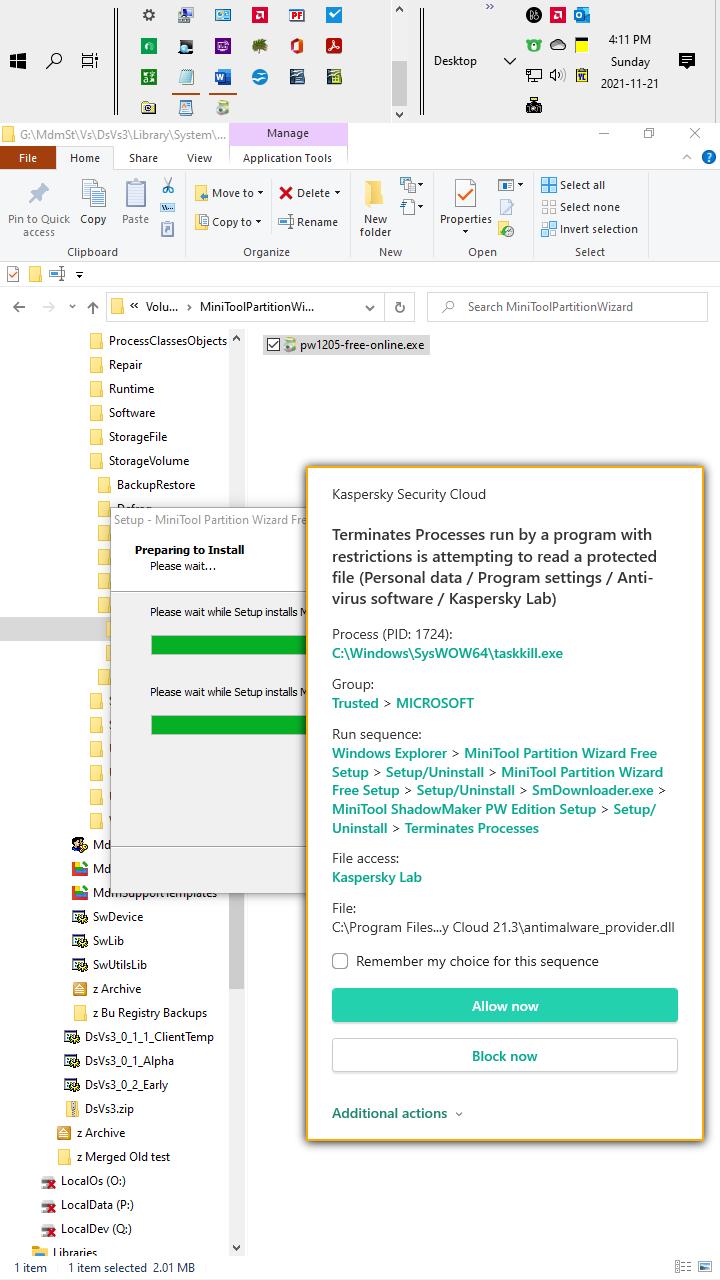 Desktop
4:11 PM
Sunday
2021-11-21
G:\MdmSt\Vs\DsVs3\Library\System\...
Manage
File
Home
Share
View
Application Tools
Pin to Quick access
Copy
Paste
Move to
Copy to
Delete
Rename
New folder
Properties
Select all
Select none
Invert selection
Clipboard
Organize
New
Open
Select
« Volu... > MiniToolPartitionWi...
Search MiniToolPartitionWizard
ProcessClassesObjects
Repair
Runtime
Software
StorageFile
StorageVolume
BackupRestore
pw1205-free-online.exe
Setup - MiniTool Partition Wizard Fre
Preparing to Install
Please wait...
Please wait while Setup installs M
Please wait while Setup installs M
Kaspersky Security Cloud
Terminates Processes run by a program with
restrictions is attempting to read a protected
file (Personal data / Program settings / Anti-
virus software / Kaspersky Lab)
Process (PID: 1724):
C:\Windows\SysWOW64\taskkill.exe
Group:
Trusted > MICROSOFT
Run sequence:
Windows Explorer > MiniTool Partition Wizard Free
Setup > Setup/Uninstall > MiniTool Partition Wizard
Free Setup > Setup/Uninstall > SmDownloader.exe >
MiniTool ShadowMaker PW Edition Setup > Setup/
Uninstall > Terminates Processes
File access:
Kaspersky Lab
File:
C:\Program Files...y Cloud 21.3\antimalware_provider.dll
Remember my choice for this sequence
Allow now
Block now
Additional actions
MdmSupportTemplates
SwDevice
SwLib
SwUtilsLib
z Archive
z Bu Registry Backups
DsVs3_0_1_1_ClientTemp
DsVs3_0_1_Alpha
DsVs3_0_2_Early
DsVs3.zip
z Archive
z Merged Old test
LocalOs (O:)
LocalData (P:)
LocalDev (Q:)
Libraries
1 item
1 item selected 2.01 MB